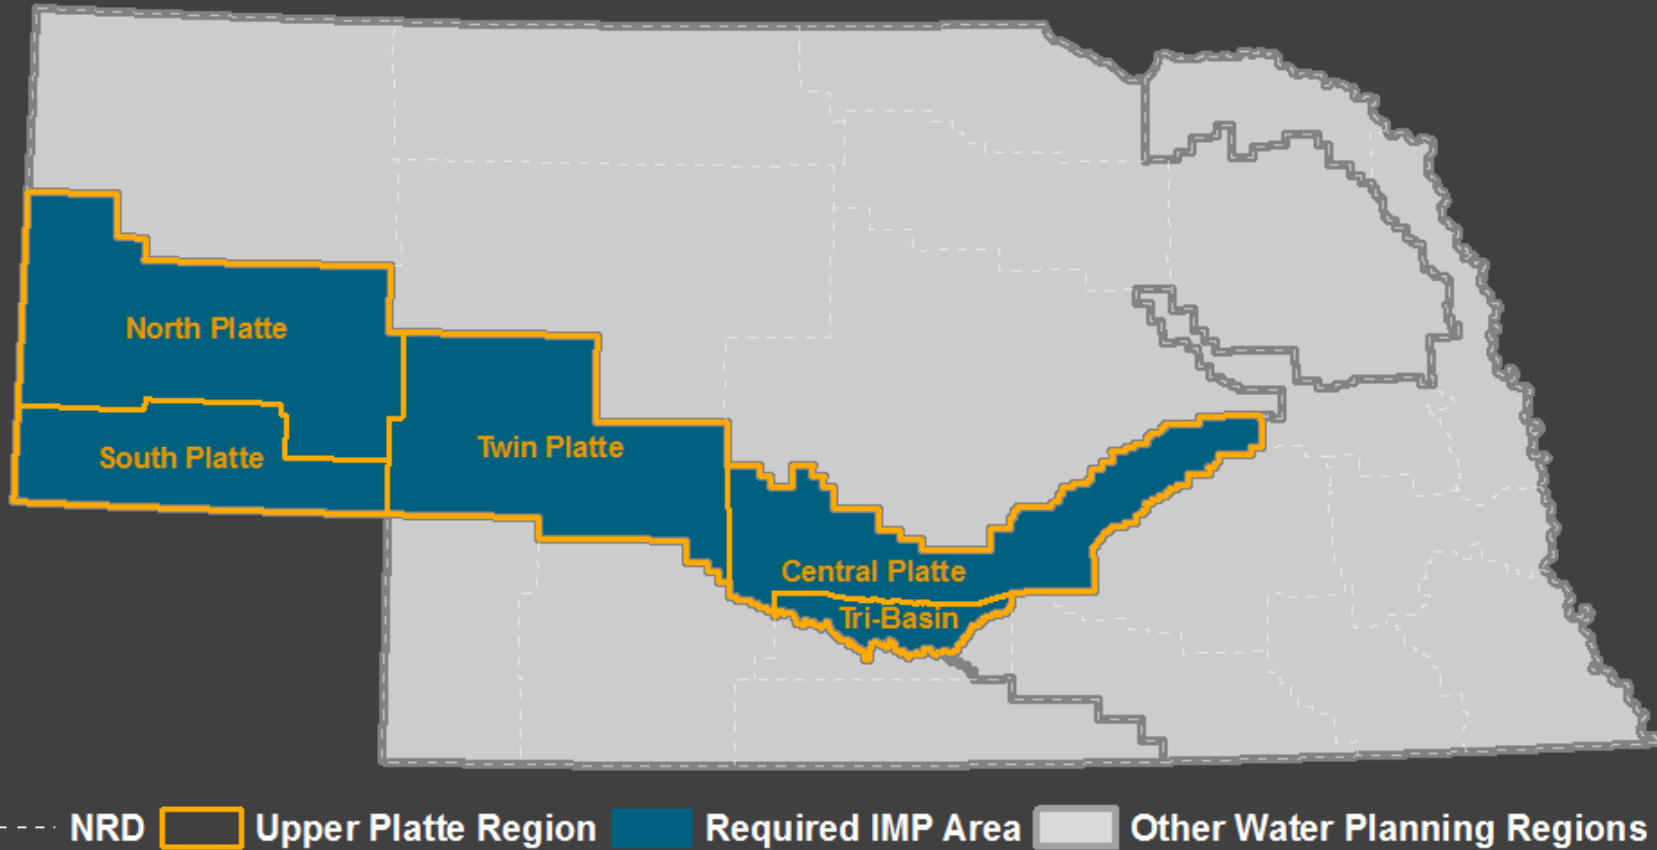 North Platte
South Platte
Twin Platte
Central Platte
Tri-Basin
NRD
Upper Platte Region
Required IMP Area
Other Water Planning Regions